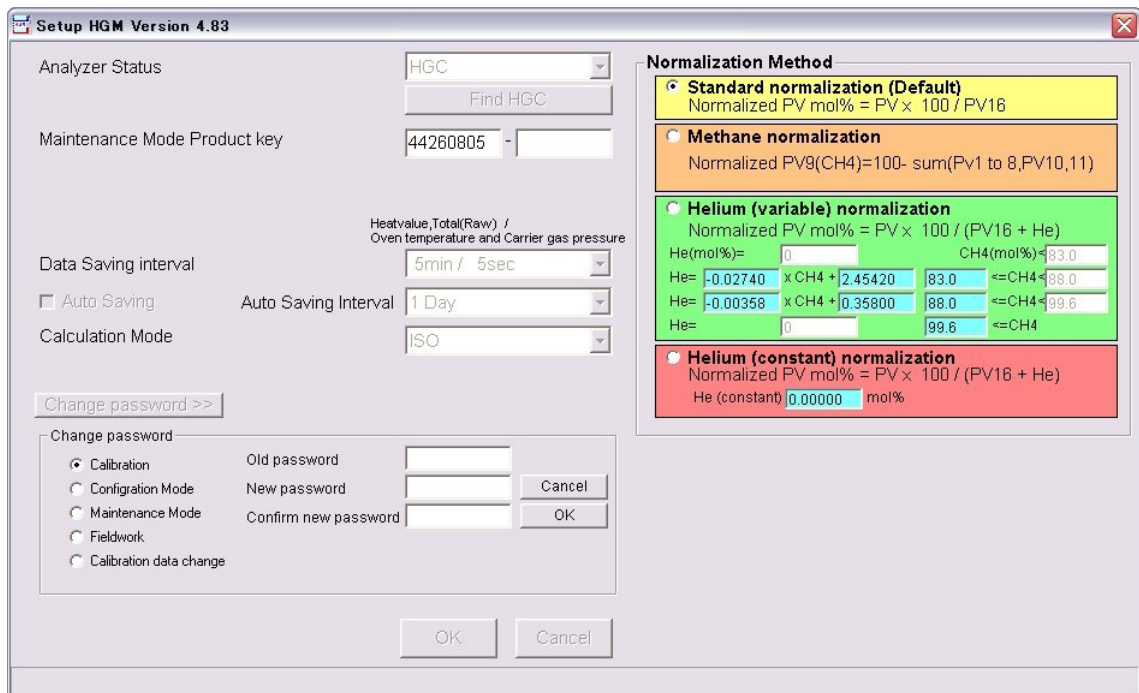 Setup HGM Version 4.83
Analyzer Status
HGC
Find HGC
Maintenance Mode Product key
44260805 -
Heatvalue,Total(Raw) /
Oven temperature and Carrier gas pressure
Data Saving interval
5min / 5sec
Auto Saving
Auto Saving Interval
1 Day
Calculation Mode
ISO
Change password >>
Change password
Calibration
Configration Mode
Maintenance Mode
Fieldwork
Calibration data change
Old password
New password
Confirm new password
Cancel
OK
OK
Cancel
Normalization Method
Standard normalization (Default)
Normalized PV mol% = PV × 100 / PV16
Methane normalization
Normalized PV9(CH4)=100- sum(Pv1 to 8,PV10,11)
Helium (variable) normalization
Normalized PV mol% = PV × 100 / (PV16 + He)
He(mol%)= 0 CH4(mol%)< 83.0
He= -0.02740 x CH4 + 2.45420 83.0 <=CH4< 88.0
He= -0.00358 x CH4 + 0.35800 88.0 <=CH4< 99.6
He= 0 99.6 <=CH4
Helium (constant) normalization
Normalized PV mol% = PV × 100 / (PV16 + He)
He (constant) 0.00000 mol%